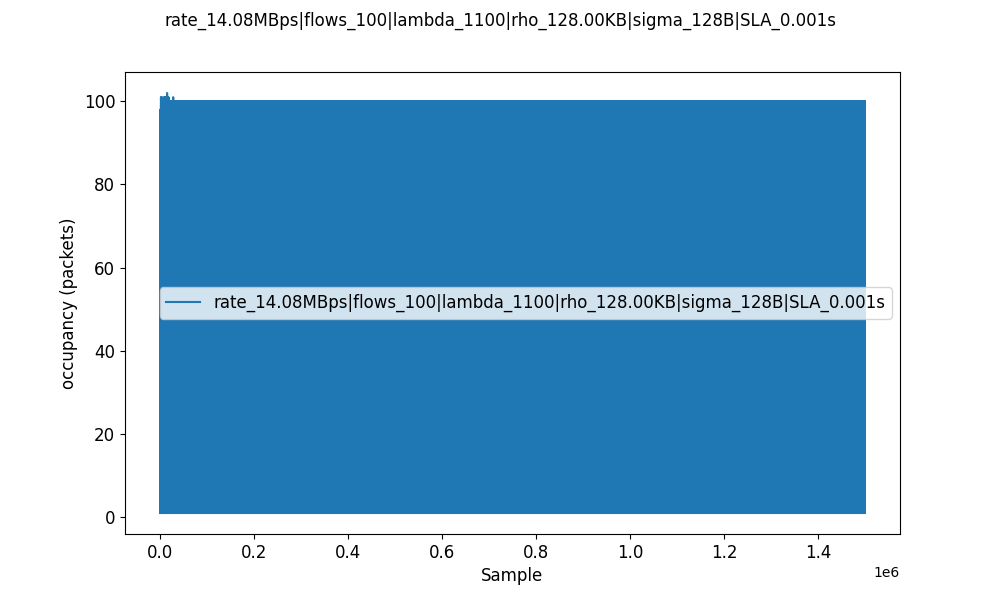 rate_14.08MBps|flows_100|lambda_1100|rho_128.00KB|sigma_128B|SLA_0.001s
100
80
60
40
20
0
occupancy (packets)
rate_14.08MBps|flows_100|lambda_1100|rho_128.00KB|sigma_128B|SLA_0.001s
0.0 0.2 0.4 0.6 0.8 1.0 1.2 1.4
1e6
Sample